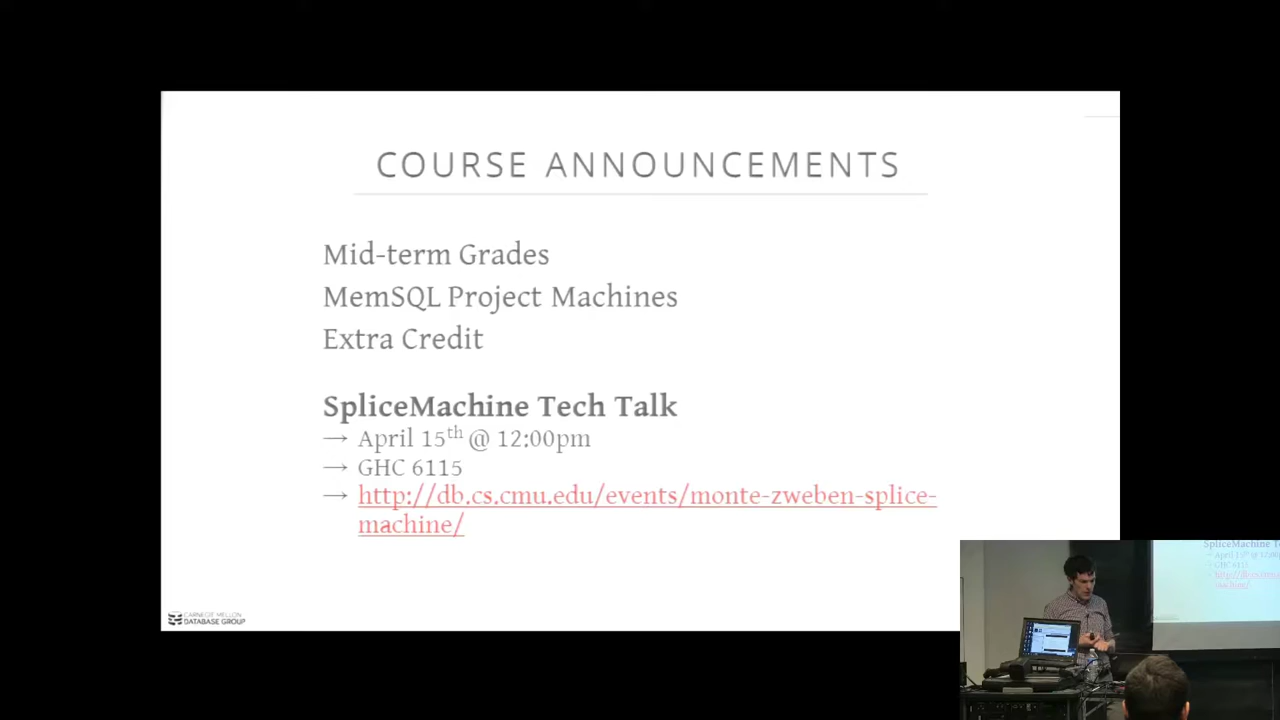 COURSE ANNOUNCEMENTS
Mid-term Grades
MemSQL Project Machines
Extra Credit
SpliceMachine Tech Talk
→ April 15th @ 12:00pm
→ GHC 6115
→ http://db.cs.cmu.edu/events/monte-zweben-splice-
machine/
CARNEGIE MELLON
DATABASE GROUP